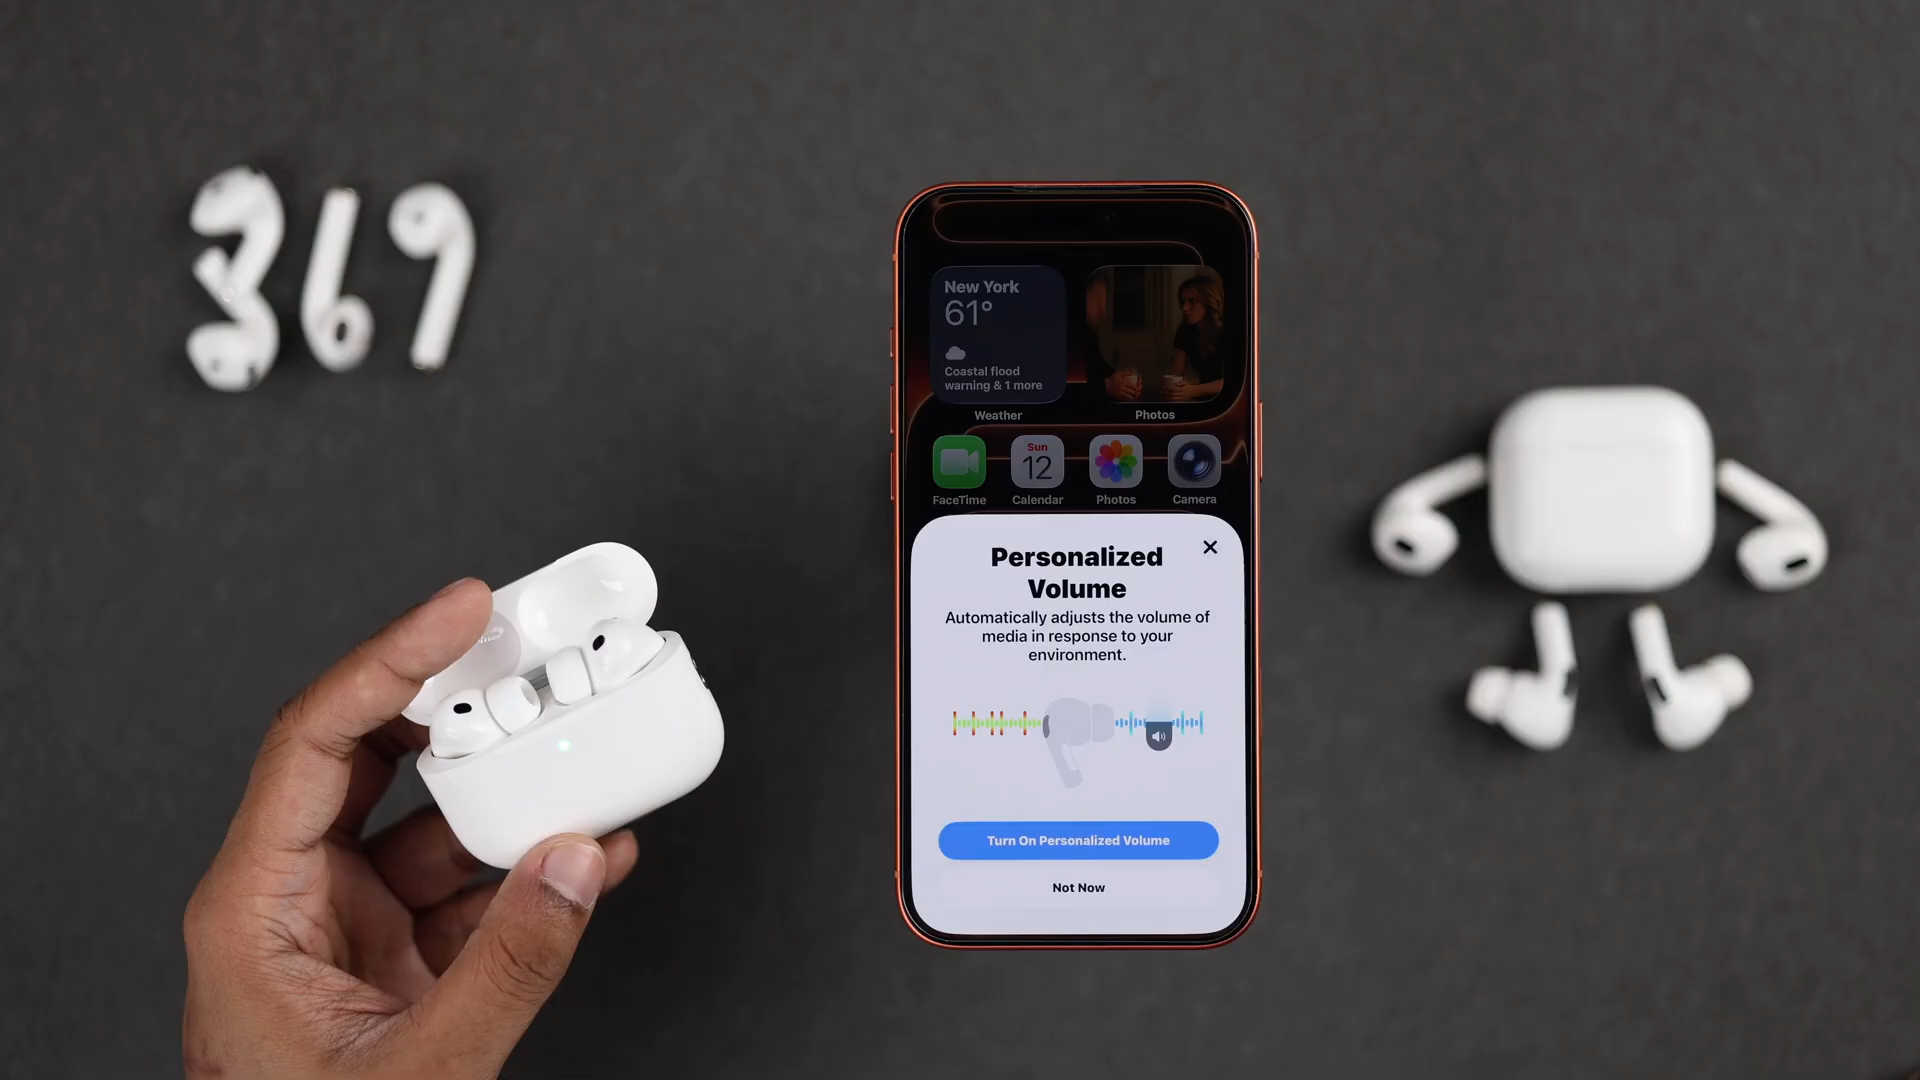 369
New York
61°
Coastal flood
warning & 1 more
Weather
Photos
FaceTime
Sun
12
Calendar
Photos
Camera
Personalized
Volume
Automatically adjusts the volume of
media in response to your
environment.
Turn On Personalized Volume
Not Now